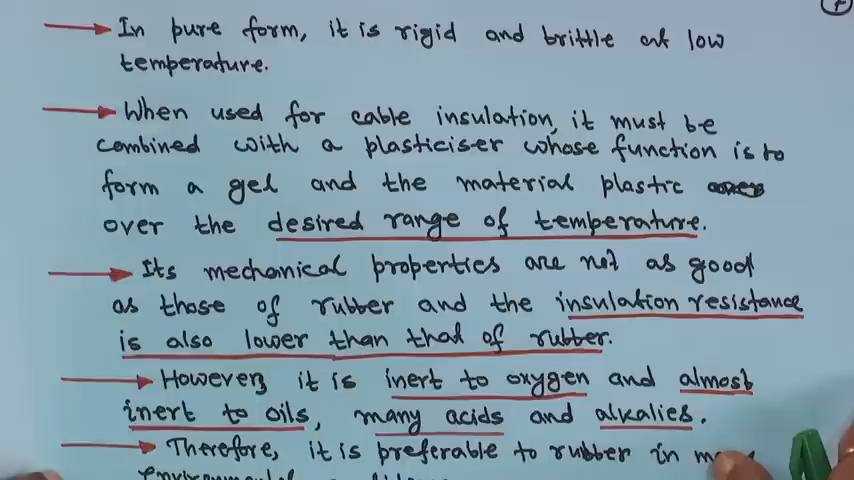 In pure form, it is rigid and brittle at low
temperature.
When used for cable insulation, it must be
combined with a plasticiser whose function is to
form a gel and the material plastic
over the desired range of temperature.
Its mechanical properties are not as good
as those of rubber and the insulation resistance
is also lower than that of rubber.
However, it is inert to oxygen and almost
inert to oils, many acids and alkalies.
Therefore, it is preferable to rubber in